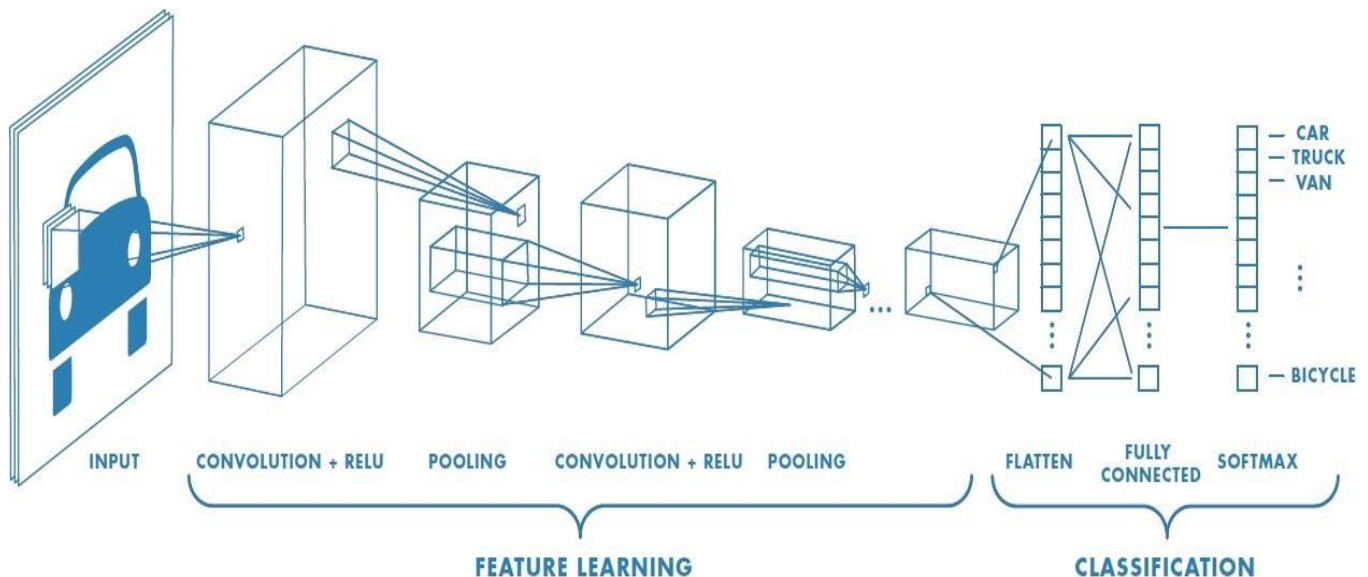 CAR
TRUCK
VAN
BICYCLE
INPUT
CONVOLUTION + RELU
POOLING
CONVOLUTION + RELU
POOLING
FLATTEN
FULLY
CONNECTED
SOFTMAX
FEATURE LEARNING
CLASSIFICATION